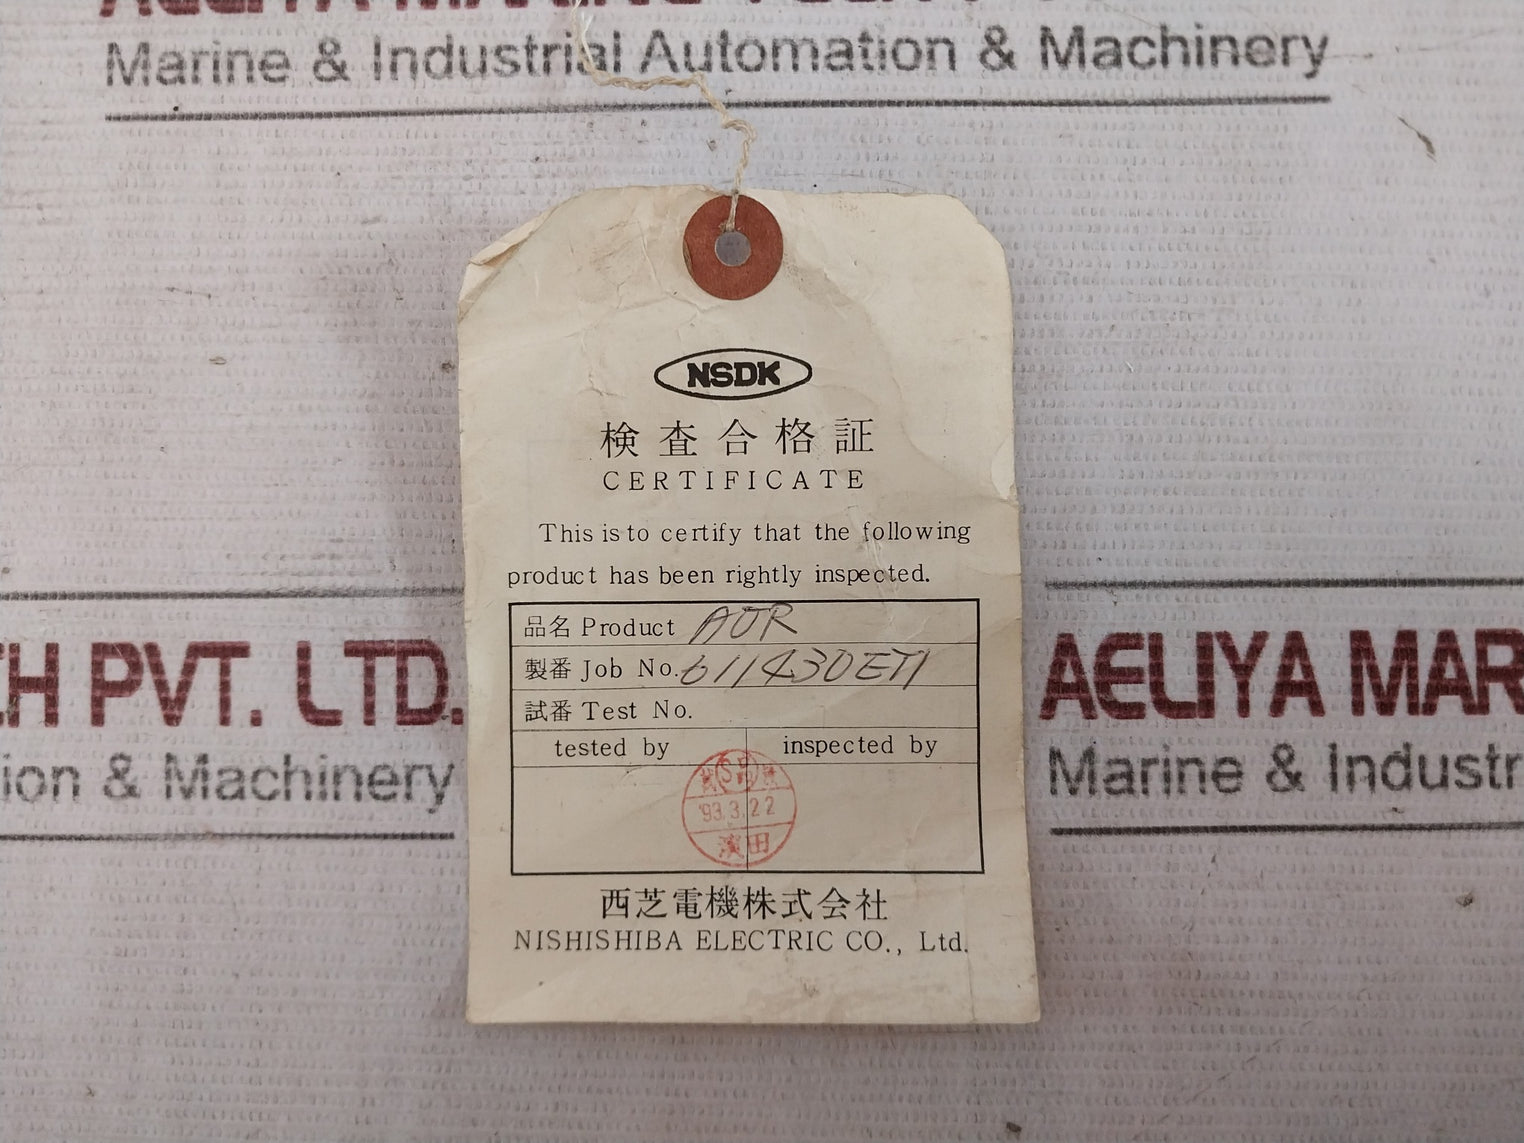 Marine & Industrial Automation & Machinery
NSDK
検査合格証
CERTIFICATE
This is to certify that the following
product has been rightly inspected.
品名 Product AOR
製番 Job No. 611430ET1
試番 Test No.
tested by inspected by
'93.3.22
濱田
西芝電機株式会社
NISHISHIBA ELECTRIC CO., Ltd.
CH PVT. LTD.
ion & Machinery
AELIYA MAR
Marine & Industr